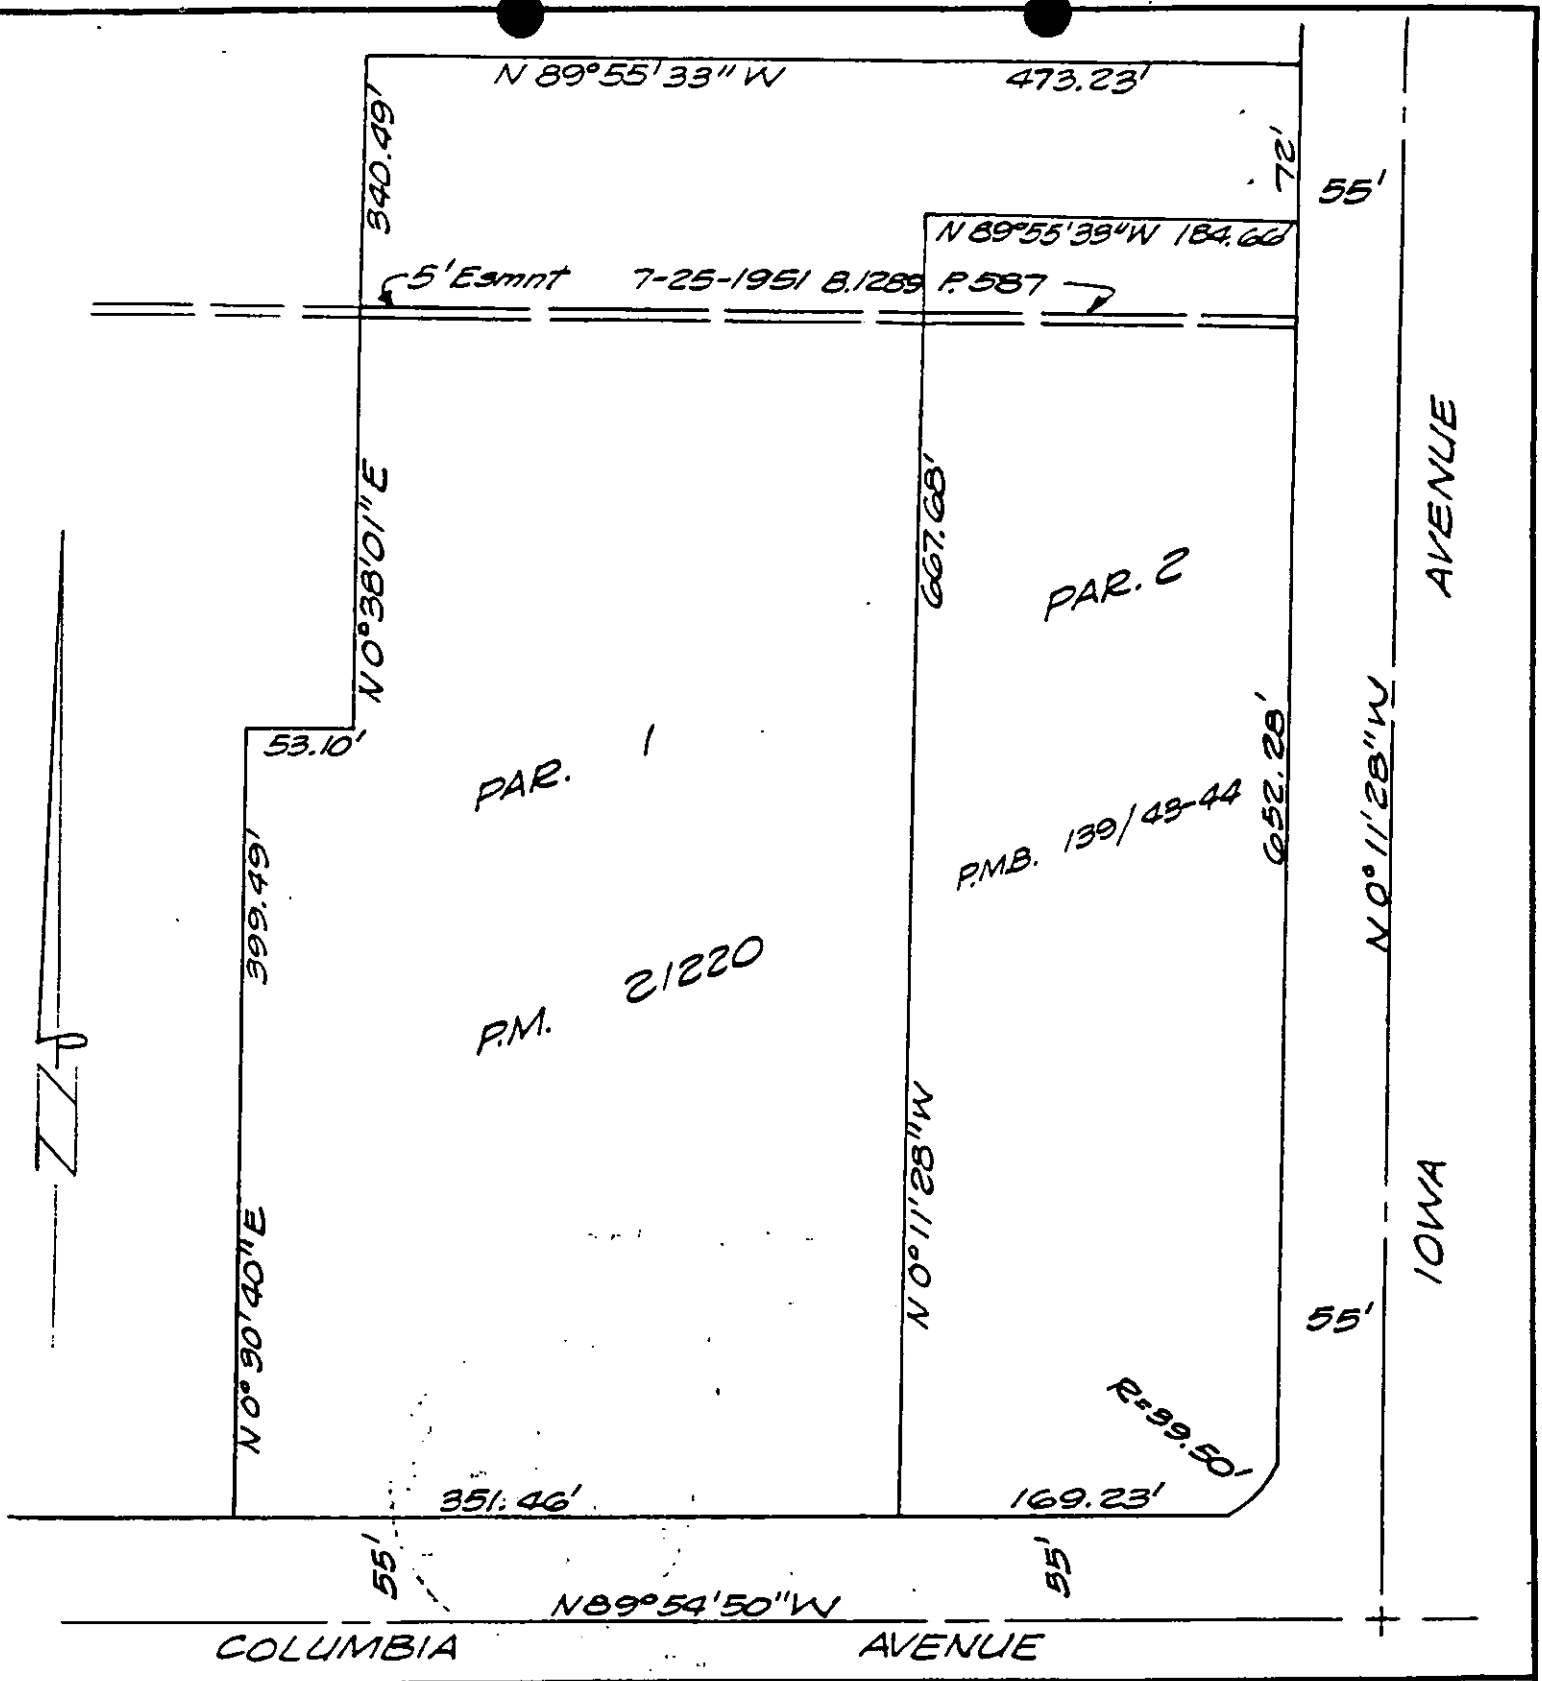 N 89°55'33" W 473.23'
340.49'
72'
55'
N 89°55'33"W 184.66'
5' Esmnt 7-25-1951 B.1289 P.587
AVENUE
N 0°38'01" E
667.68'
PAR. 2
53.10'
PAR. 1
652.28'
N 0°11'28" W
P.M.B. 139/43-44
399.49'
P.M. 21220
N
N 0°11'28" W
IOWA
N 0°30'40" E
55'
R=39.50'
351.46'
169.23'
55'
55'
N89°54'50"W
COLUMBIA AVENUE